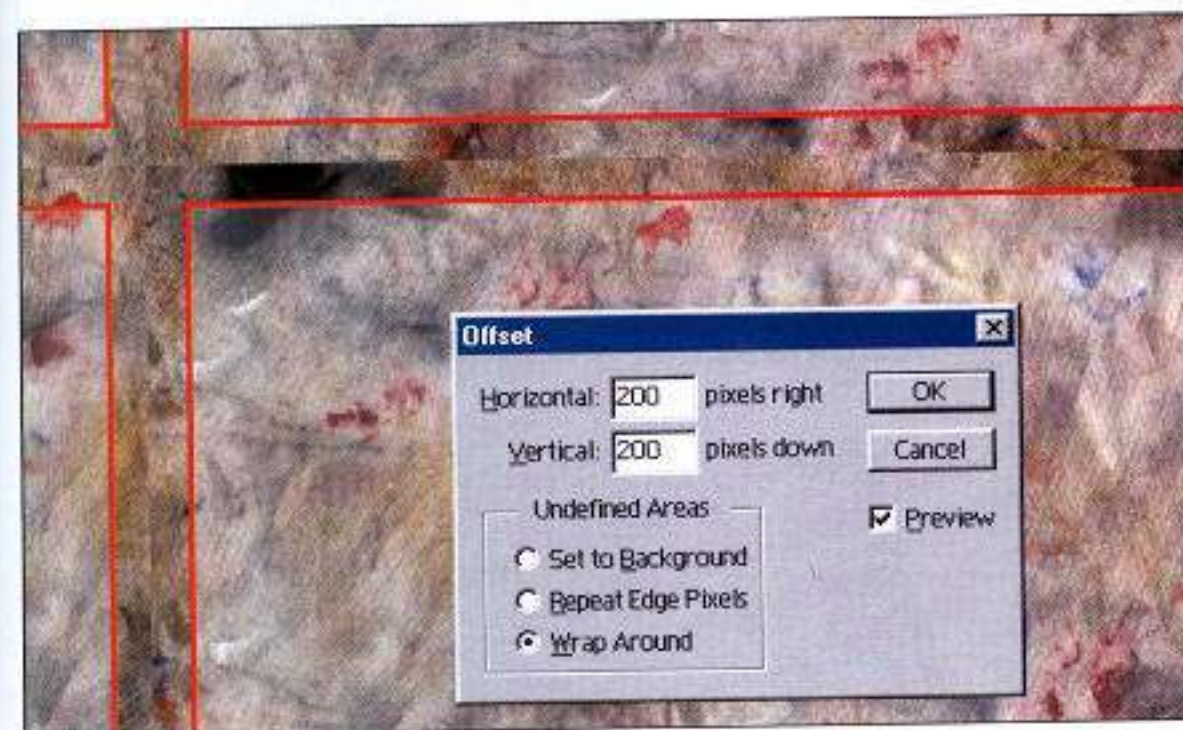 Offset
Horizontal: 200 pixels right
OK
Vertical: 200 pixels down
Cancel
Undefined Areas
Preview
Set to Background
Repeat Edge Pixels
Wrap Around